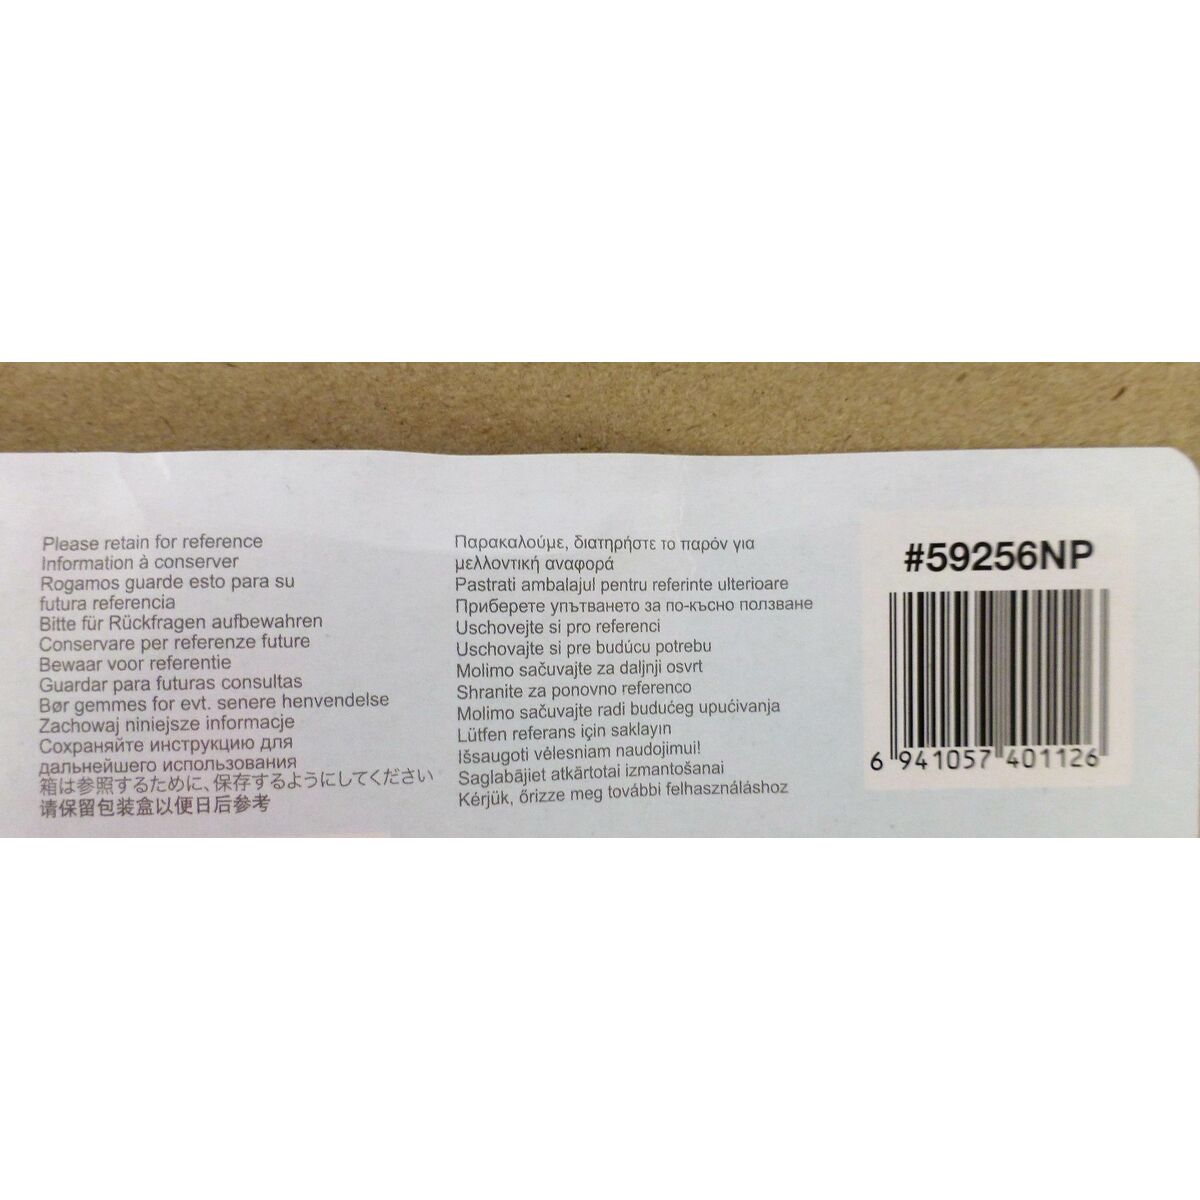 Please retain for reference
Information à conserver
Rogamos guarde esto para su
futura referencia
Bitte für Rückfragen aufbewahren
Conservare per referenze future
Bewaar voor referentie
Guardar para futuras consultas
Bør gemmes for evt. senere henvendelse
Zachowaj niniejsze informacje
Сохраняйте инструкцию для
дальнейшего использования
箱は参照するために、保存するようにしてください
请保留包装盒以便日后参考
Παρακαλούμε, διατηρήστε το παρόν για
μελλοντική αναφορά
Pastrati ambalajul pentru referinte ulterioare
Приберете упътването за по-късно ползване
Uschovejte si pro referenci
Uschovajte si pre budúcu potrebu
Molimo sačuvajte za daljnji osvrt
Shranite za ponovno referenco
Molimo sačuvajte radi budućeg upućivanja
Lütfen referans için saklayın
Išsaugoti vėlesniam naudojimui!
Saglabājiet atkārtotai izmantošanai
Kérjük, őrizze meg további felhasználáshoz
#59256NP
6 941057 401126